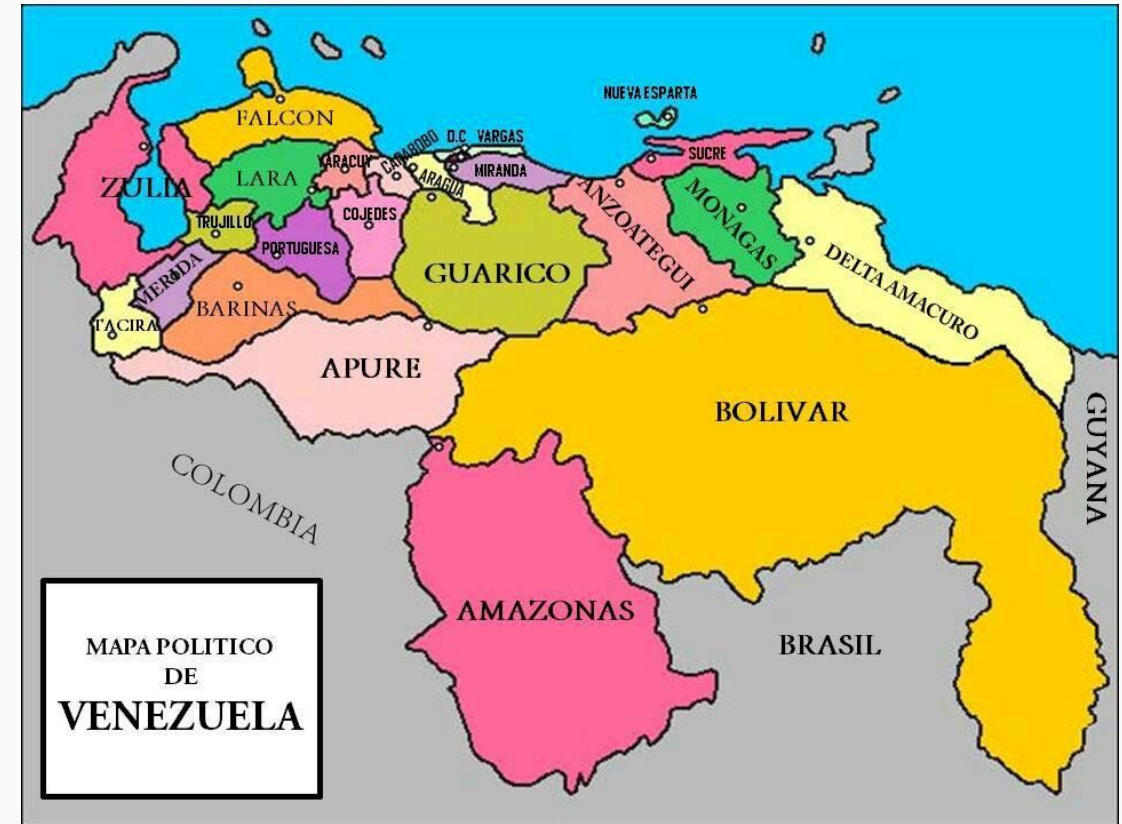 NUEVA ESPARTA
FALCON
D.C
VARGAS
CARABOBO
YARACUY
SUCRE
MIRANDA
ZULIA
LARA
ARAGUA
ANZOATEGUI
MONAGAS
TRUJILLO
COJEDES
PORTUGUESA
GUARICO
MERIDA
DELTA AMACURO
BARINAS
TACIRA
APURE
BOLIVAR
GUYANA
COLOMBIA
AMAZONAS
BRASIL
MAPA POLITICO
DE
VENEZUELA